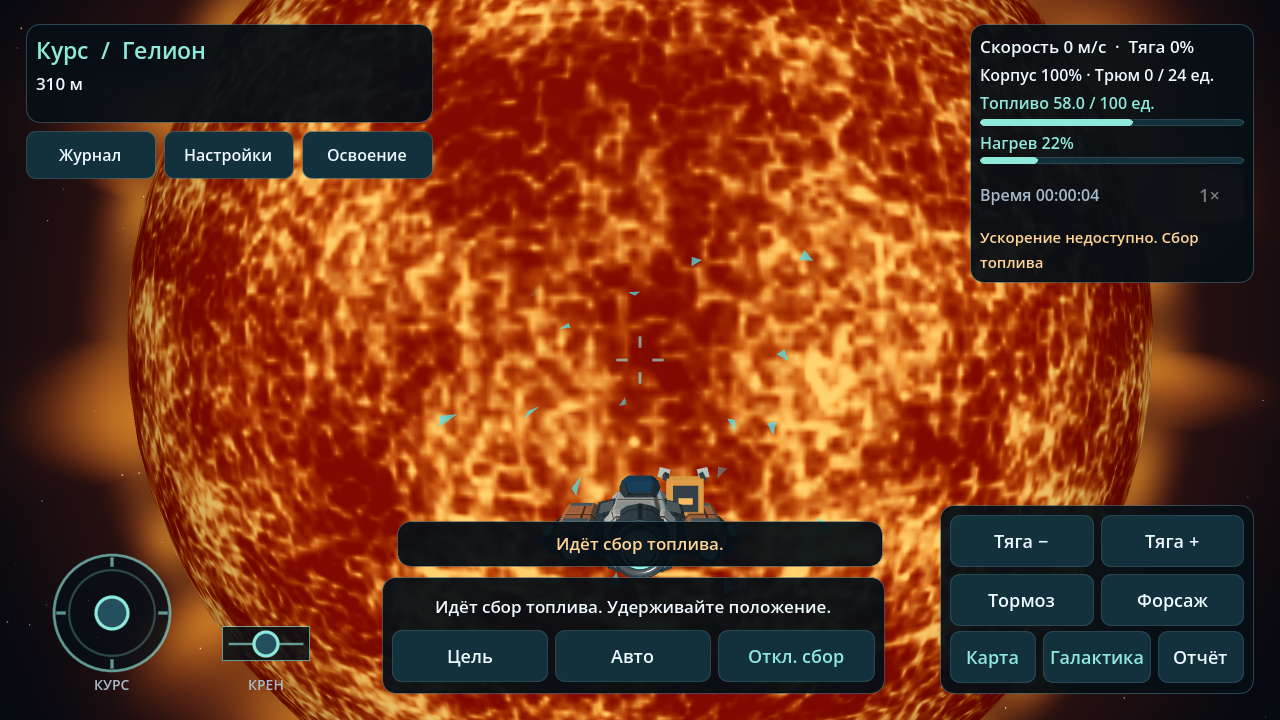 Курс / Гелион
310 м
Журнал
Настройки
Освоение
Скорость 0 м/с · Тяга 0%
Корпус 100% · Трюм 0 / 24 ед.
Топливо 58.0 / 100 ед.
Нагрев 22%
Время 00:00:04
1×
Ускорение недоступно. Сбор
топлива
Идёт сбор топлива.
Идёт сбор топлива. Удерживайте положение.
Цель
Авто
Откл. сбор
КУРС
КРЕН
Тяга −
Тяга +
Тормоз
Форсаж
Карта
Галактика
Отчёт